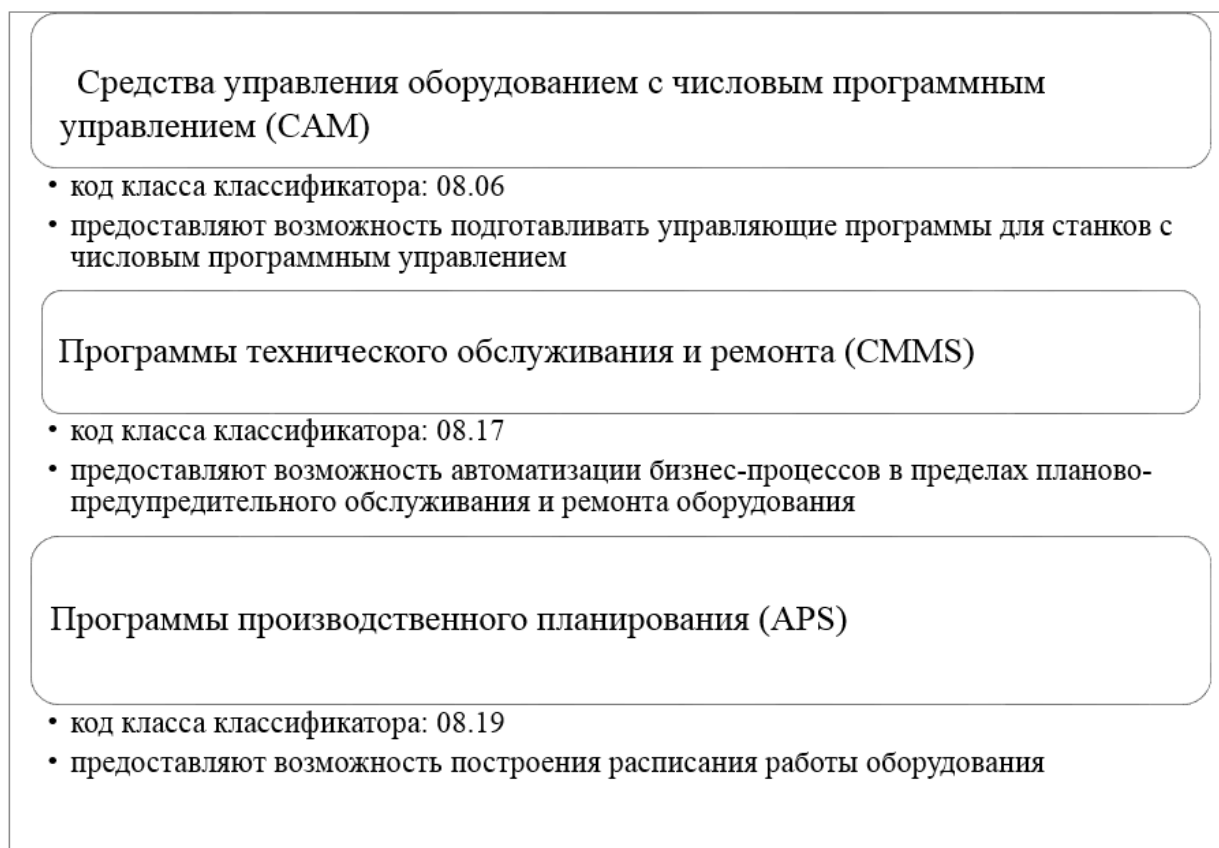 Средства управления оборудованием с числовым программным
управлением (CAM)
• код класса классификатора: 08.06
• предоставляют возможность подготавливать управляющие программы для станков с
числовым программным управлением
Программы технического обслуживания и ремонта (CMMS)
• код класса классификатора: 08.17
• предоставляют возможность автоматизации бизнес-процессов в пределах планово-
предупредительного обслуживания и ремонта оборудования
Программы производственного планирования (APS)
• код класса классификатора: 08.19
• предоставляют возможность построения расписания работы оборудования